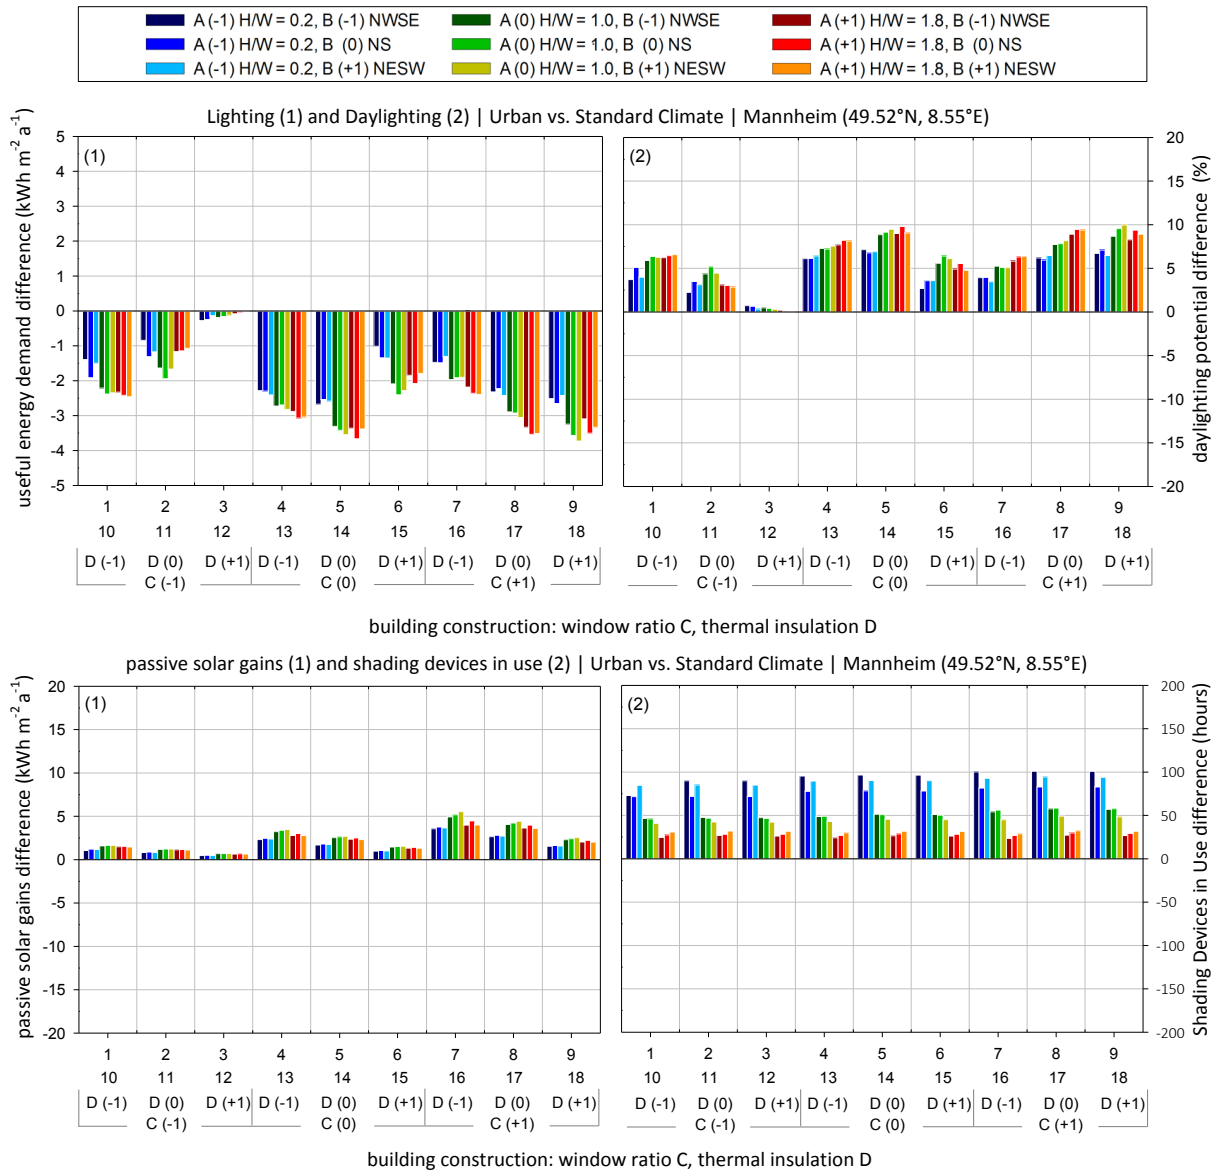 A (-1) H/W = 0.2, B (-1) NWSE
A (0) H/W = 1.0, B (-1) NWSE
A (+1) H/W = 1.8, B (-1) NWSE
A (-1) H/W = 0.2, B (0) NS
A (0) H/W = 1.0, B (0) NS
A (+1) H/W = 1.8, B (0) NS
A (-1) H/W = 0.2, B (+1) NESW
A (0) H/W = 1.0, B (+1) NESW
A (+1) H/W = 1.8, B (+1) NESW
Lighting (1) and Daylighting (2) | Urban vs. Standard Climate | Mannheim (49.52°N, 8.55°E)
useful energy demand difference (kWh m⁻² a⁻¹)
5
4
3
2
1
0
-1
-2
-3
-4
-5
(1)
1 2 3 4 5 6 7 8 9
10 11 12 13 14 15 16 17 18
D (-1) D (0) D (+1) D (-1) D (0) D (+1) D (-1) D (0) D (+1)
C (-1) C (0) C (+1)
(2)
20
15
10
5
0
-5
-10
-15
-20
daylighting potential difference (%)
1 2 3 4 5 6 7 8 9
10 11 12 13 14 15 16 17 18
D (-1) D (0) D (+1) D (-1) D (0) D (+1) D (-1) D (0) D (+1)
C (-1) C (0) C (+1)
building construction: window ratio C, thermal insulation D
passive solar gains (1) and shading devices in use (2) | Urban vs. Standard Climate | Mannheim (49.52°N, 8.55°E)
passive solar gains difference (kWh m⁻² a⁻¹)
20
15
10
5
0
-5
-10
-15
-20
(1)
1 2 3 4 5 6 7 8 9
10 11 12 13 14 15 16 17 18
D (-1) D (0) D (+1) D (-1) D (0) D (+1) D (-1) D (0) D (+1)
C (-1) C (0) C (+1)
(2)
200
150
100
50
0
-50
-100
-150
-200
Shading Devices in Use difference (hours)
1 2 3 4 5 6 7 8 9
10 11 12 13 14 15 16 17 18
D (-1) D (0) D (+1) D (-1) D (0) D (+1) D (-1) D (0) D (+1)
C (-1) C (0) C (+1)
building construction: window ratio C, thermal insulation D